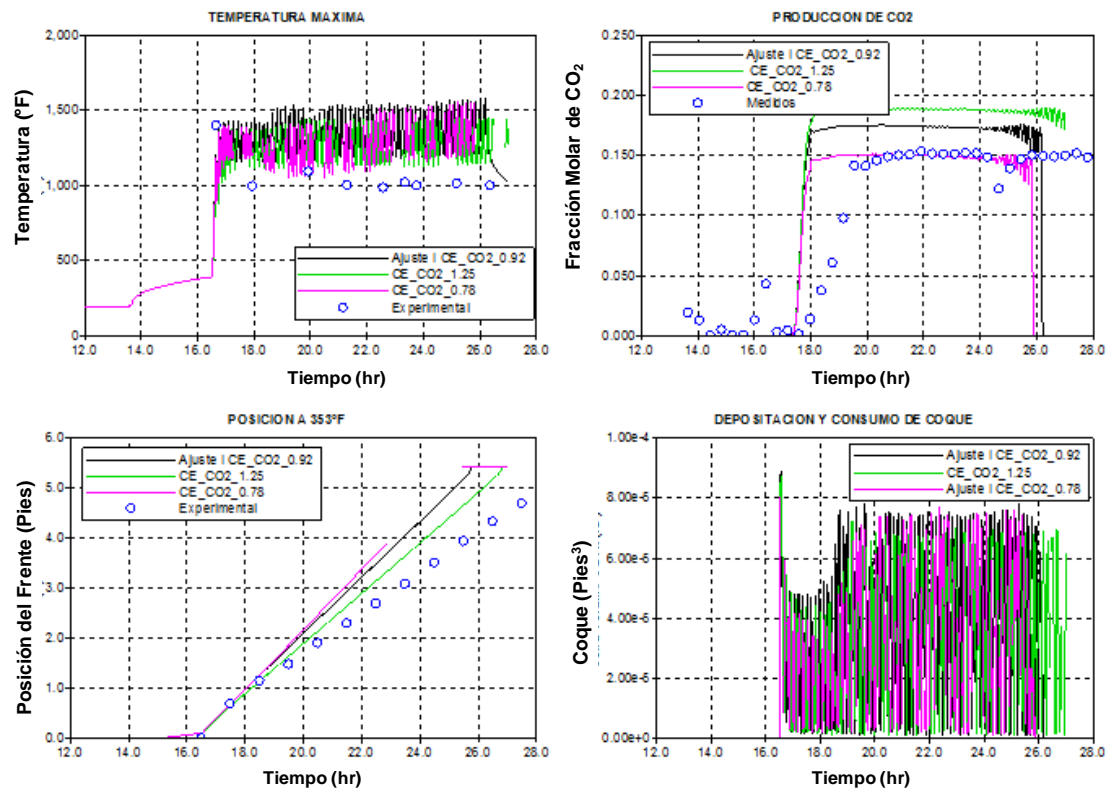 TEMPERATURA MAXIMA
Temperatura (ºF)
2,000
1,500
1,000
500
0
12.0 14.0 16.0 18.0 20.0 22.0 24.0 26.0 28.0
Tiempo (hr)
Ajuste I CE_CO2_0.92
CE_CO2_1.25
CE_CO2_0.78
Experimental
PRODUCCION DE CO2
Fracción Molar de CO2
0.250
0.200
0.150
0.100
0.050
0.000
12.0 14.0 16.0 18.0 20.0 22.0 24.0 26.0 28.0
Tiempo (hr)
Ajuste I CE_CO2_0.92
CE_CO2_1.25
CE_CO2_0.78
Medidos
POSICION A 353ºF
Posición del Frente (Pies)
6.0
5.0
4.0
3.0
2.0
1.0
0.0
12.0 14.0 16.0 18.0 20.0 22.0 24.0 26.0 28.0
Tiempo (hr)
Ajuste I CE_CO2_0.92
CE_CO2_1.25
CE_CO2_0.78
Experimental
DEPOSITACION Y CONSUMO DE COQUE
Coque (Pies³)
1.00e-4
8.00e-5
6.00e-5
4.00e-5
2.00e-5
0.00e+0
12.0 14.0 16.0 18.0 20.0 22.0 24.0 26.0 28.0
Tiempo (hr)
Ajuste I CE_CO2_0.92
CE_CO2_1.25
Ajuste I CE_CO2_0.78